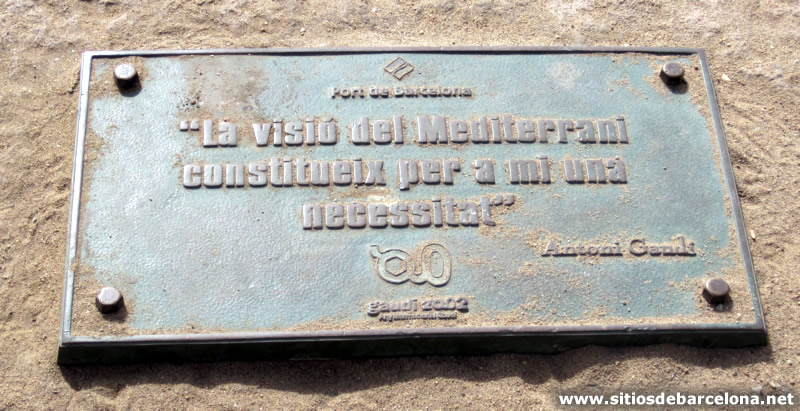 Port de Barcelona
“La visió del Mediterrani
constitueix per a mi una
necessitat”
Antoni Gaudí
gaudí 2002
www.sitiosdebarcelona.net